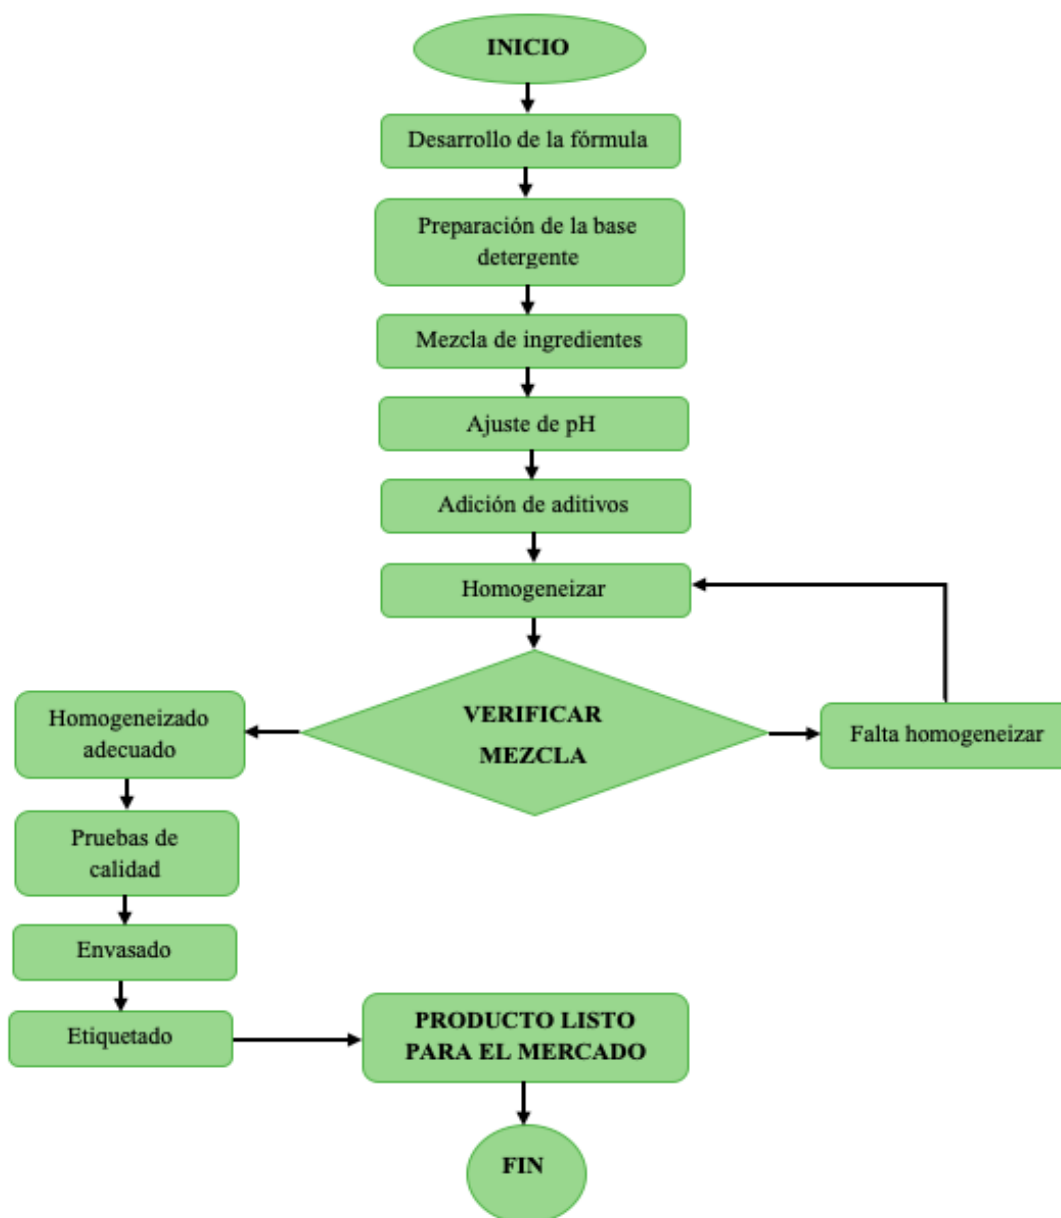 INICIO
Desarrollo de la fórmula
Preparación de la base
detergente
Mezcla de ingredientes
Ajuste de pH
Adición de aditivos
Homogeneizar
VERIFICAR
MEZCLA
Falta homogeneizar
Homogeneizado
adecuado
Pruebas de
calidad
Envasado
Etiquetado
PRODUCTO LISTO
PARA EL MERCADO
FIN